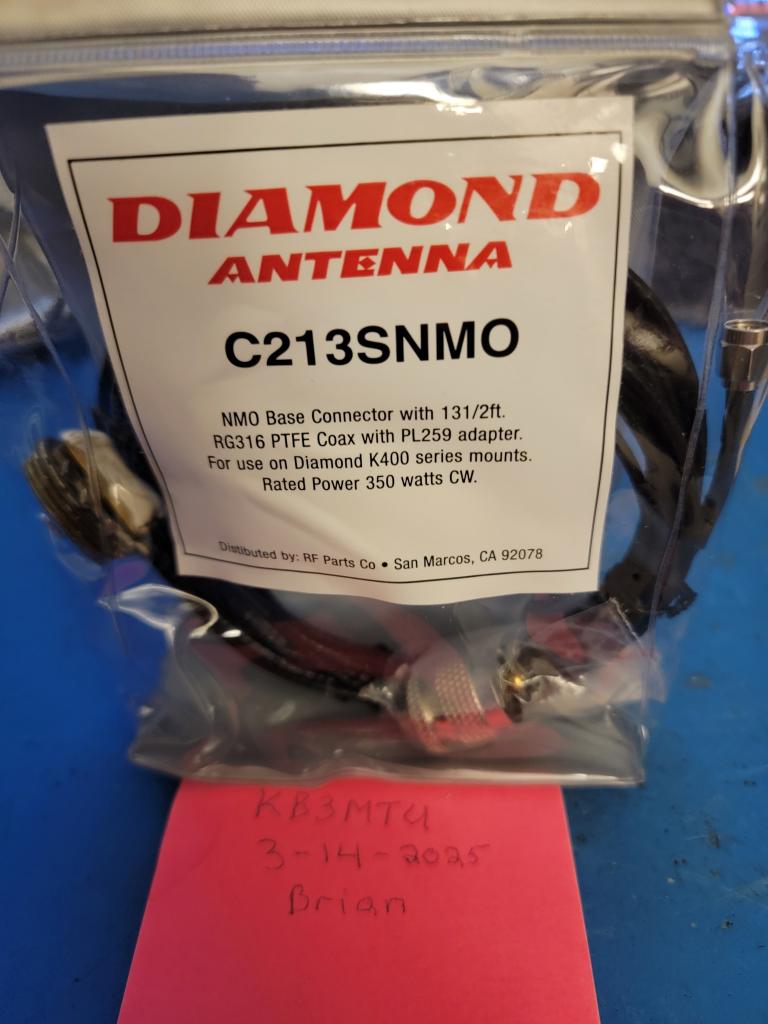 DIAMOND
ANTENNA
C213SNMO
NMO Base Connector with 131/2ft.
RG316 PTFE Coax with PL259 adapter.
For use on Diamond K400 series mounts.
Rated Power 350 watts CW.
Distibuted by: RF Parts Co • San Marcos, CA 92078
KB3MTU
3-14-2025
Brian